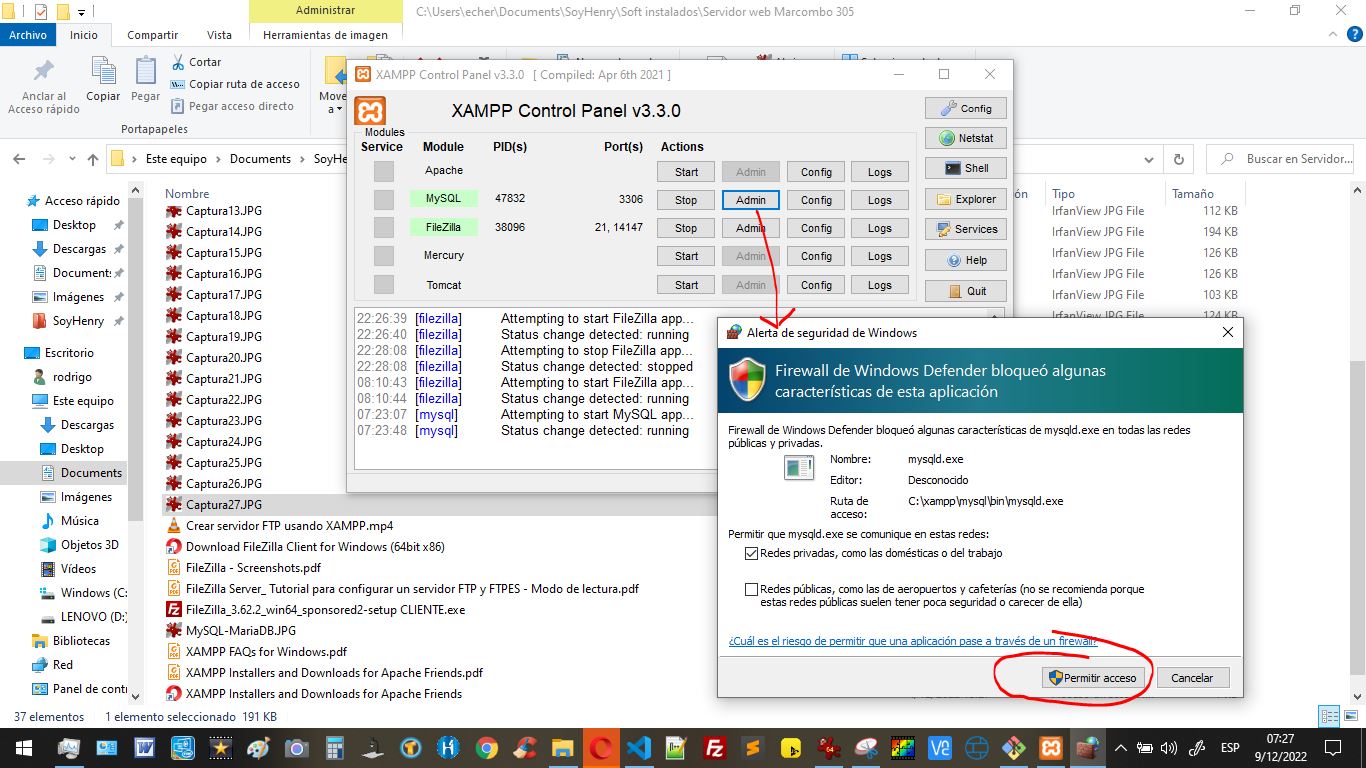 Administrar
C:\Users\echer\Documents\SoyHenry\Soft instalados\Servidor web Marcombo 305
Archivo
Inicio
Compartir
Vista
Herramientas de imagen
Anclar al
Acceso rápido
Copiar
Pegar
Cortar
Copiar ruta de acceso
Pegar acceso directo
Move
a
Portapapeles
Este equipo
Documents
SoyHe
Buscar en Servidor...
XAMPP Control Panel v3.3.0 [ Compiled: Apr 6th 2021 ]
XAMPP Control Panel v3.3.0
Modules
Service Module PID(s) Port(s) Actions
Apache Start Admin Config Logs
MySQL 47832 3306 Stop Admin Config Logs
FileZilla 38096 21, 14147 Stop Admin Config Logs
Mercury Start Admin Config Logs
Tomcat Start Admin Config Logs
Config
Netstat
Shell
Explorer
Services
Help
Quit
22:26:39 [filezilla] Attempting to start FileZilla app...
22:26:40 [filezilla] Status change detected: running
22:28:08 [filezilla] Attempting to stop FileZilla app...
22:28:08 [filezilla] Status change detected: stopped
08:10:43 [filezilla] Attempting to start FileZilla app...
08:10:44 [filezilla] Status change detected: running
07:23:07 [mysql] Attempting to start MySQL app...
07:23:48 [mysql] Status change detected: running
Acceso rápido
Desktop
Descargas
Document
Imágenes
SoyHenry
Escritorio
rodrigo
Este equipo
Descargas
Desktop
Documents
Imágenes
Música
Objetos 3D
Vídeos
Windows (C:
LENOVO (D:)
Bibliotecas
Red
Panel de cont
Nombre
Captura13.JPG
Captura14.JPG
Captura15.JPG
Captura16.JPG
Captura17.JPG
Captura18.JPG
Captura19.JPG
Captura20.JPG
Captura21.JPG
Captura22.JPG
Captura23.JPG
Captura24.JPG
Captura25.JPG
Captura26.JPG
Captura27.JPG
Crear servidor FTP usando XAMPP.mp4
Download FileZilla Client for Windows (64bit x86)
FileZilla - Screenshots.pdf
FileZilla Server_ Tutorial para configurar un servidor FTP y FTPES - Modo de lectura.pdf
FileZilla_3.62.2_win64_sponsored2-setup CLIENTE.exe
MySQL-MariaDB.JPG
XAMPP FAQs for Windows.pdf
XAMPP Installers and Downloads for Apache Friends.pdf
XAMPP Installers and Downloads for Apache Friends
ón Tipo Tamaño
IrfanView JPG File 112 KB
IrfanView JPG File 194 KB
IrfanView JPG File 126 KB
IrfanView JPG File 126 KB
IrfanView JPG File 103 KB
IrfanView JPG File 124 KB
Alerta de seguridad de Windows
Firewall de Windows Defender bloqueó algunas
características de esta aplicación
Firewall de Windows Defender bloqueó algunas características de mysqld.exe en todas las redes
públicas y privadas.
Nombre: mysqld.exe
Editor: Desconocido
Ruta de
acceso: C:\xampp\mysql\bin\mysqld.exe
Permitir que mysqld.exe se comunique en estas redes:
Redes privadas, como las domésticas o del trabajo
Redes públicas, como las de aeropuertos y cafeterías (no se recomienda porque
estas redes públicas suelen tener poca seguridad o carecer de ella)
¿Cuál es el riesgo de permitir que una aplicación pase a través de un firewall?
Permitir acceso
Cancelar
37 elementos 1 elemento seleccionado 191 KB
ESP
07:27
9/12/2022